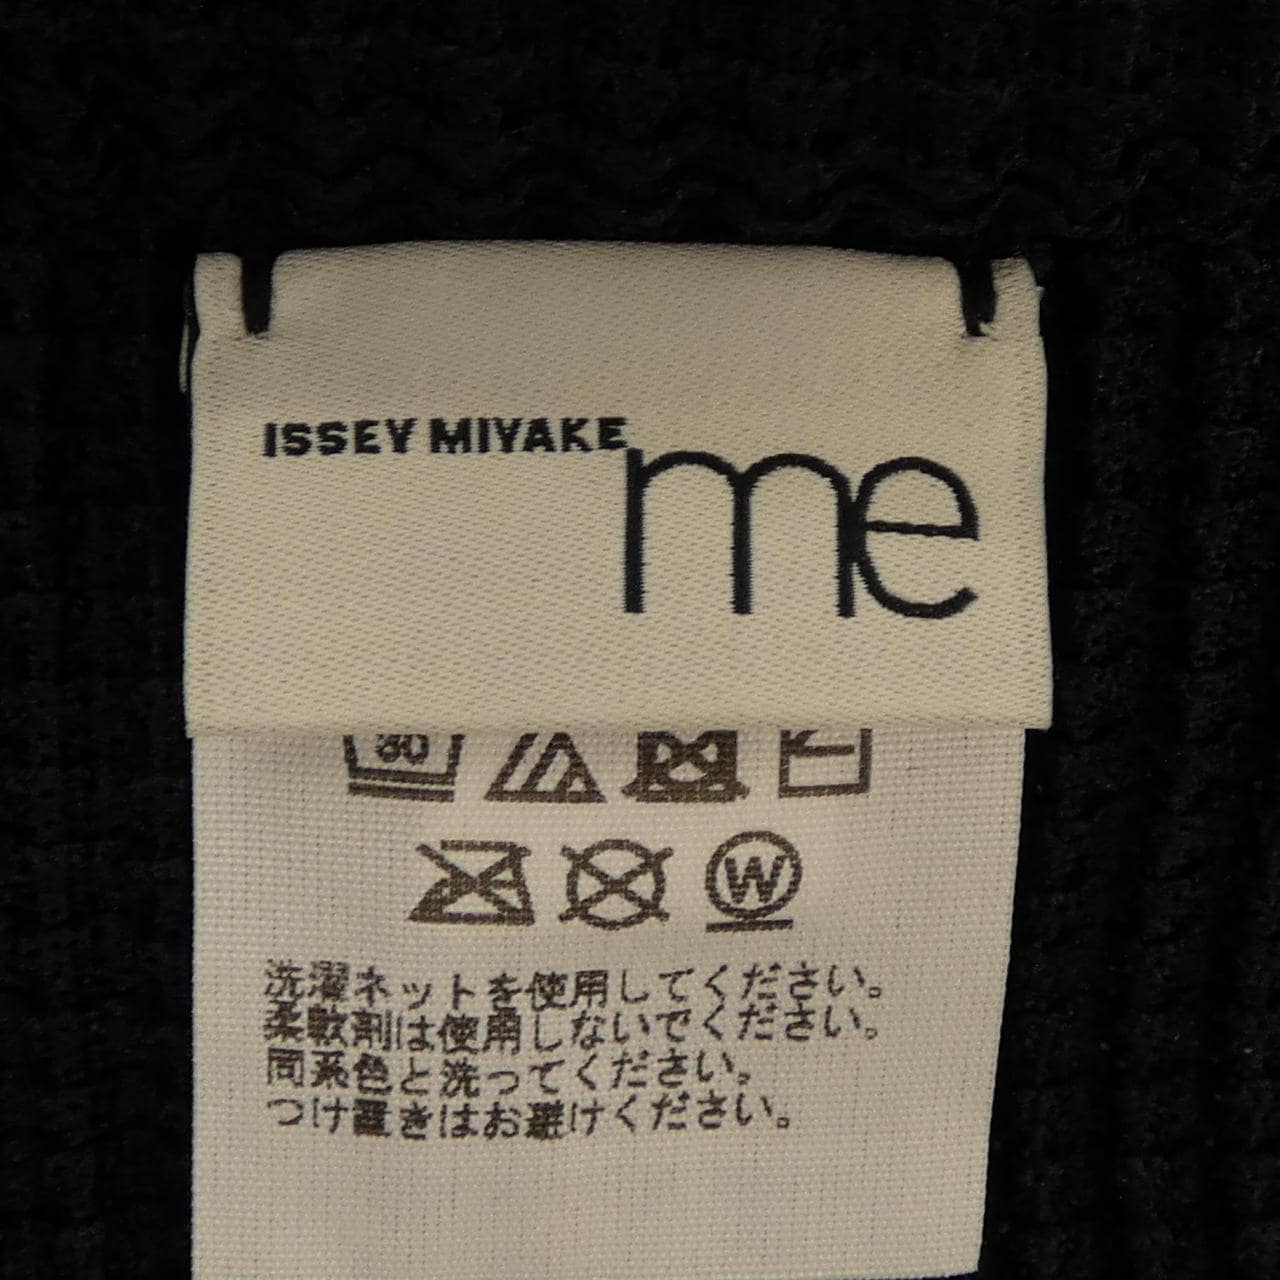 ISSEY MIYAKE
me
30
W
洗濯ネットを使用してください。
柔軟剤は使用しないでください。
同系色と洗ってください。
つけ置きはお避けください。